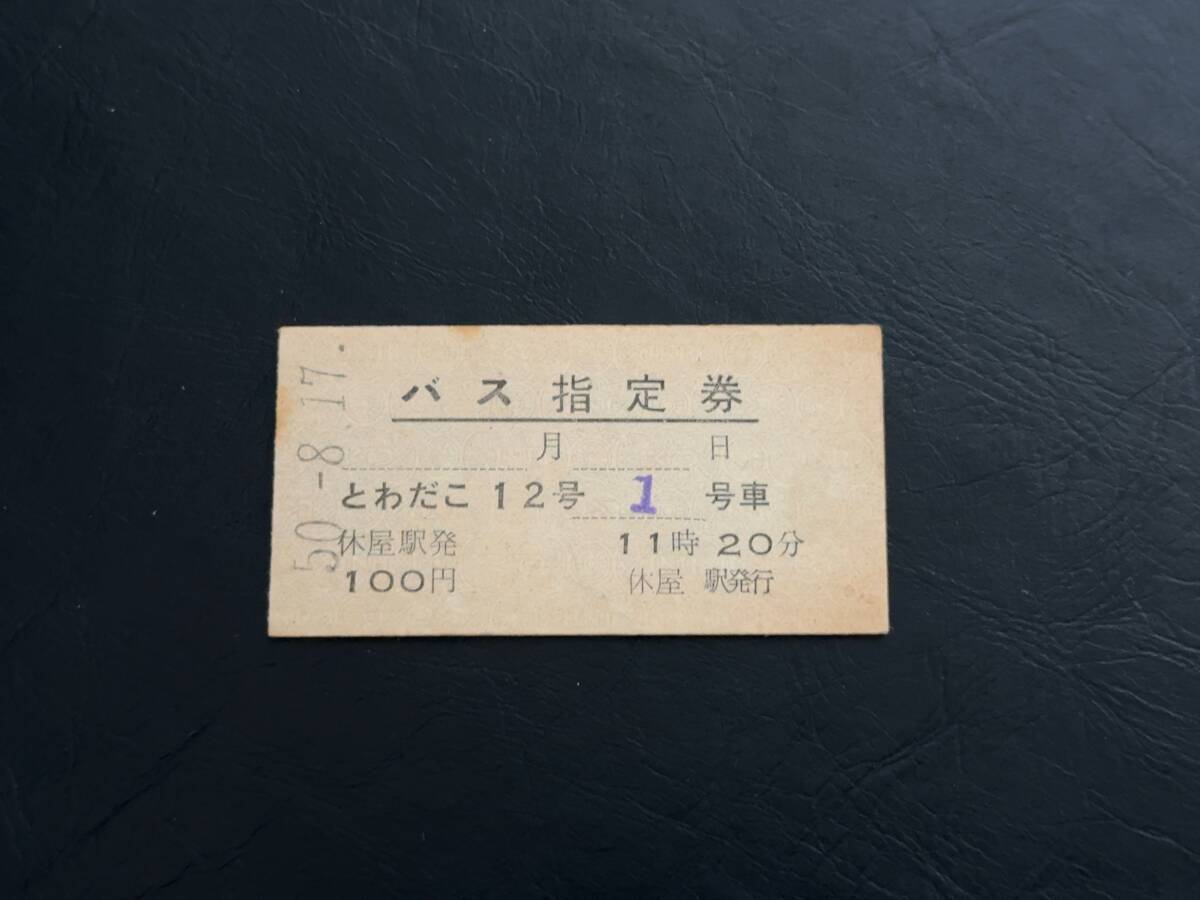 50-8.17.
バス指定券
月 日
とわだこ 12号 1 号車
休屋駅発 11時 20分
100円 休屋 駅発行